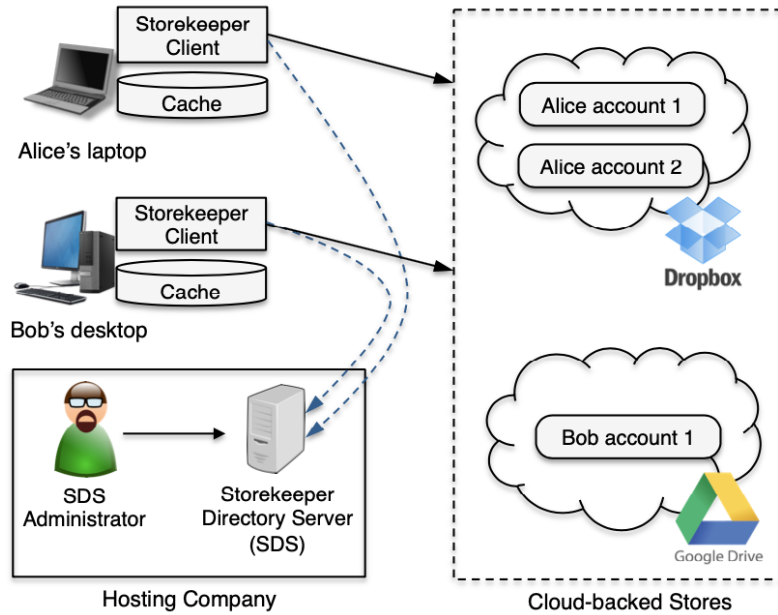 Storekeeper
Client
Cache
Alice's laptop
Storekeeper
Client
Cache
Bob's desktop
SDS
Administrator
Storekeeper
Directory Server
(SDS)
Hosting Company
Alice account 1
Alice account 2
Dropbox
Bob account 1
Google Drive
Cloud-backed Stores